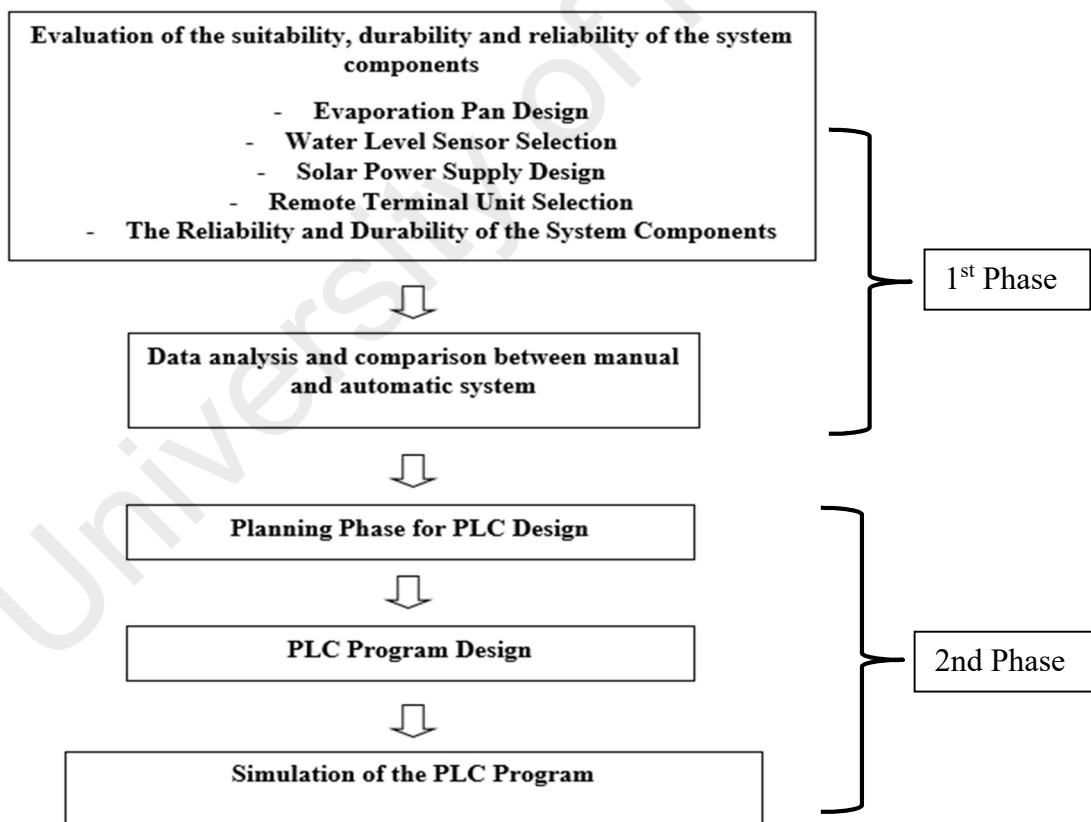 Evaluation of the suitability, durability and reliability of the system
components
- Evaporation Pan Design
- Water Level Sensor Selection
- Solar Power Supply Design
- Remote Terminal Unit Selection
- The Reliability and Durability of the System Components
1st Phase
Data analysis and comparison between manual
and automatic system
Planning Phase for PLC Design
PLC Program Design
2nd Phase
Simulation of the PLC Program
University of